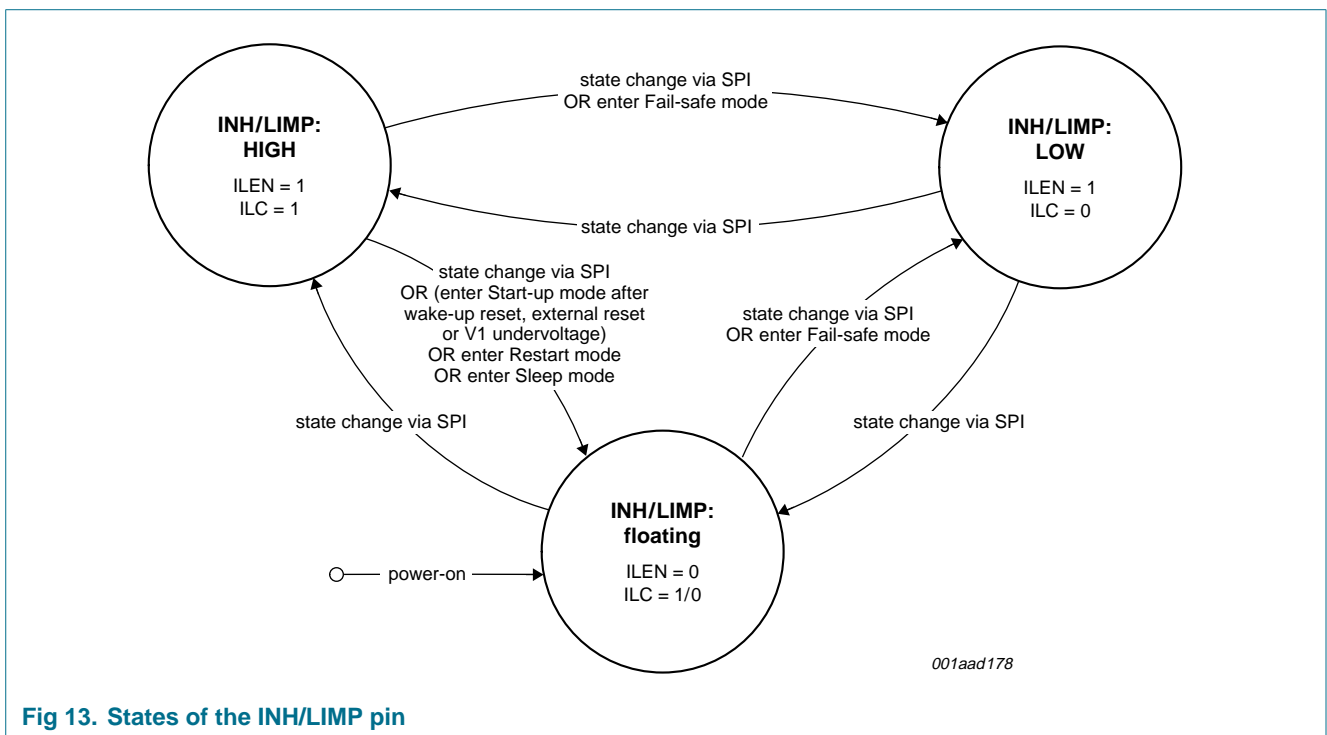 state change via SPI
OR enter Fail-safe mode
INH/LIMP:
HIGH
ILEN = 1
ILC = 1
INH/LIMP:
LOW
ILEN = 1
ILC = 0
state change via SPI
state change via SPI
OR (enter Start-up mode after
wake-up reset, external reset
or V1 undervoltage)
OR enter Restart mode
OR enter Sleep mode
state change via SPI
OR enter Fail-safe mode
state change via SPI
state change via SPI
INH/LIMP:
floating
ILEN = 0
ILC = 1/0
power-on
001aad178
Fig 13. States of the INH/LIMP pin